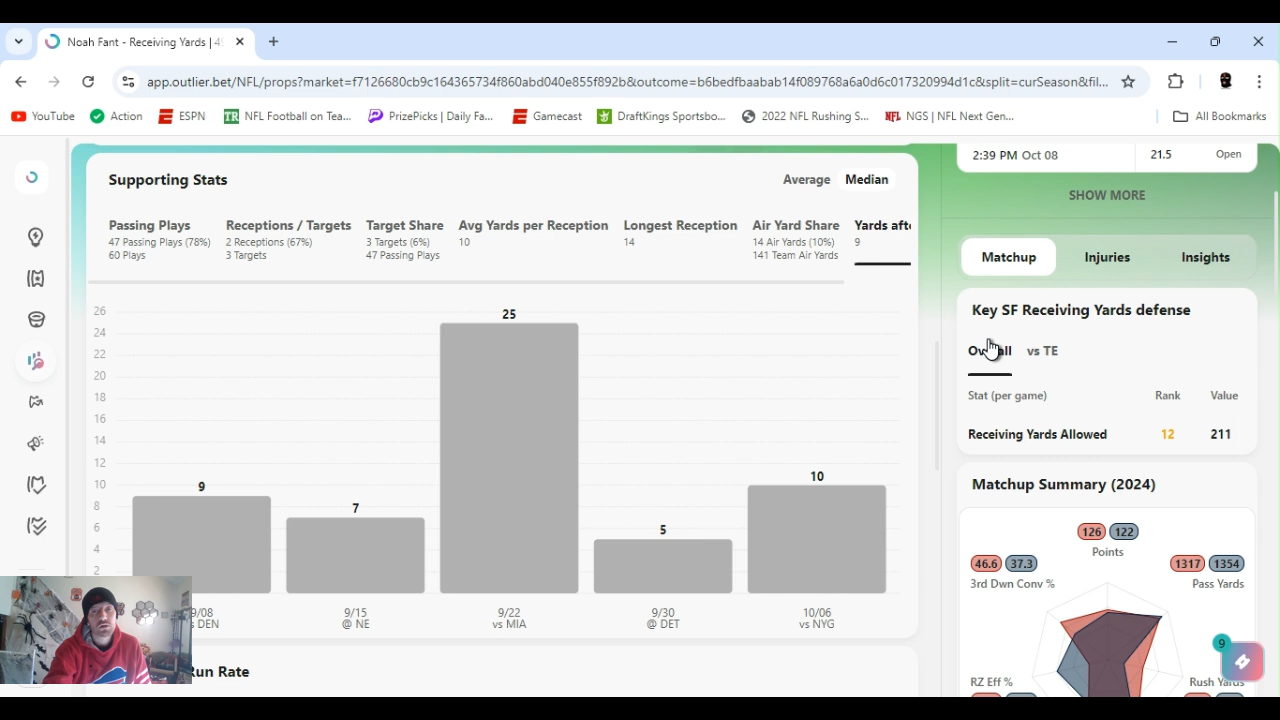 Noah Fant - Receiving Yards | 4
app.outlier.bet/NFL/props?market=f7126680cb9c164365734f860abd040e855f892b&outcome=b6bedfbaabab14f089768a6a0d6c017320994d1c&split=curSeason&fil...
YouTube Action ESPN NFL Football on Tea... PrizePicks | Daily Fa... Gamecast DraftKings Sportsbo... 2022 NFL Rushing S... NGS | NFL Next Gen... All Bookmarks
Supporting Stats
Average Median
Passing Plays Receptions / Targets Target Share Avg Yards per Reception Longest Reception Air Yard Share Yards afte
47 Passing Plays (78%) 2 Receptions (67%) 3 Targets (6%) 10 14 14 Air Yards (10%) 9
60 Plays 3 Targets 47 Passing Plays 141 Team Air Yards
26
24
22
20
18
16
14
12
10
8
6
4
2
9 7 25 5 10
9/08 9/15 9/22 9/30 10/06
DEN @ NE vs MIA @ DET vs NYG
Run Rate
2:39 PM Oct 08 21.5 Open
SHOW MORE
Matchup Injuries Insights
Key SF Receiving Yards defense
Overall vs TE
Stat (per game) Rank Value
Receiving Yards Allowed 12 211
Matchup Summary (2024)
126 122
Points
46.6 37.3
3rd Dwn Conv %
1317 1354
Pass Yards
RZ Eff %
Rush Yards
9